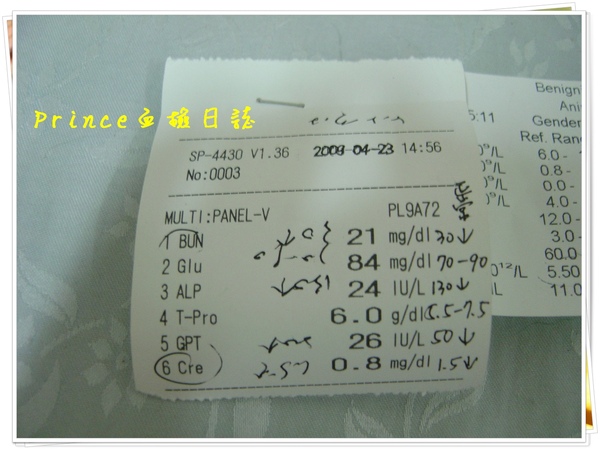 Prince血檢日誌
SP-4430 V1.36 2009-04-23 14:56
No:0003
MULTI:PANEL-V PL9A72
1 BUN 21 mg/dl 30↓
2 Glu 84 mg/dl 70-90
3 ALP 24 IU/L 130↓
4 T-Pro 6.0 g/dl 5.5-7.5
5 GPT 26 IU/L 50↓
6 Cre 0.8 mg/dl 1.5↓
Benign
Ani
5:11 Gender
Ref. Ran
/L 6.0-
/L 0.8-
/L 0.0-
/L 4.0-
12.0-
3.0-
60.0-
/L 5.50
11.0